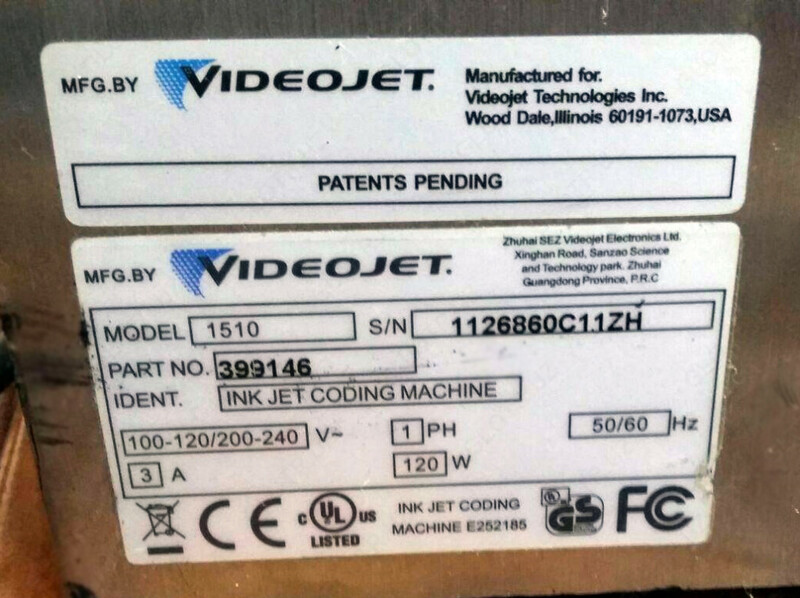 MFG.BY VIDEOJET.
Manufactured for.
Videojet Technologies Inc.
Wood Dale,Illinois 60191-1073,USA
PATENTS PENDING
MFG.BY VIDEOJET.
Zhuhai SEZ Videojet Electronics Ltd.
Xinghan Road, Sanzao Science
and Technology park. Zhuhai
Guangdong Province, P.R.C
MODEL 1510 S/N 1126860C11ZH
PART NO. 399146
IDENT. INK JET CODING MACHINE
100-120/200-240 V~ 1 PH 50/60 Hz
3 A 120 W
CE c UL US LISTED
INK JET CODING
MACHINE E252185
UL GS FC